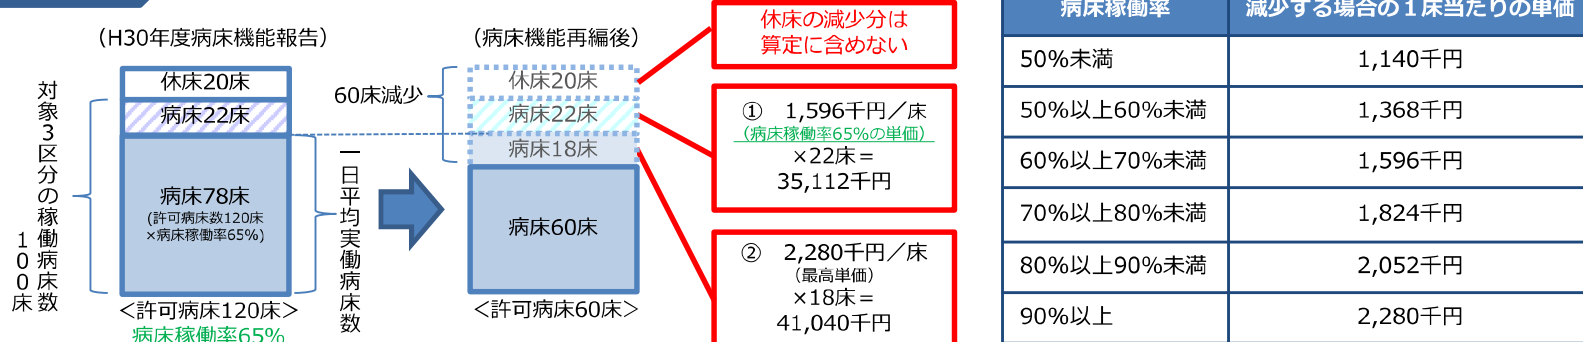 （H30年度病床機能報告）
対象３区分の稼働病床数
１００床
休床20床
病床22床
病床78床
(許可病床数120床
×病床稼働率65%)
一日平均実働病床数
＜許可病床120床＞
病床稼働率65%
（病床機能再編後）
60床減少
休床20床
病床22床
病床18床
病床60床
＜許可病床60床＞
休床の減少分は
算定に含めない
① 1,596千円／床
（病床稼働率65%の単価）
×22床＝
35,112千円
② 2,280千円／床
（最高単価）
×18床＝
41,040千円
病床稼働率 減少する場合の１床当たりの単価
50%未満 1,140千円
50%以上60%未満 1,368千円
60%以上70%未満 1,596千円
70%以上80%未満 1,824千円
80%以上90%未満 2,052千円
90%以上 2,280千円